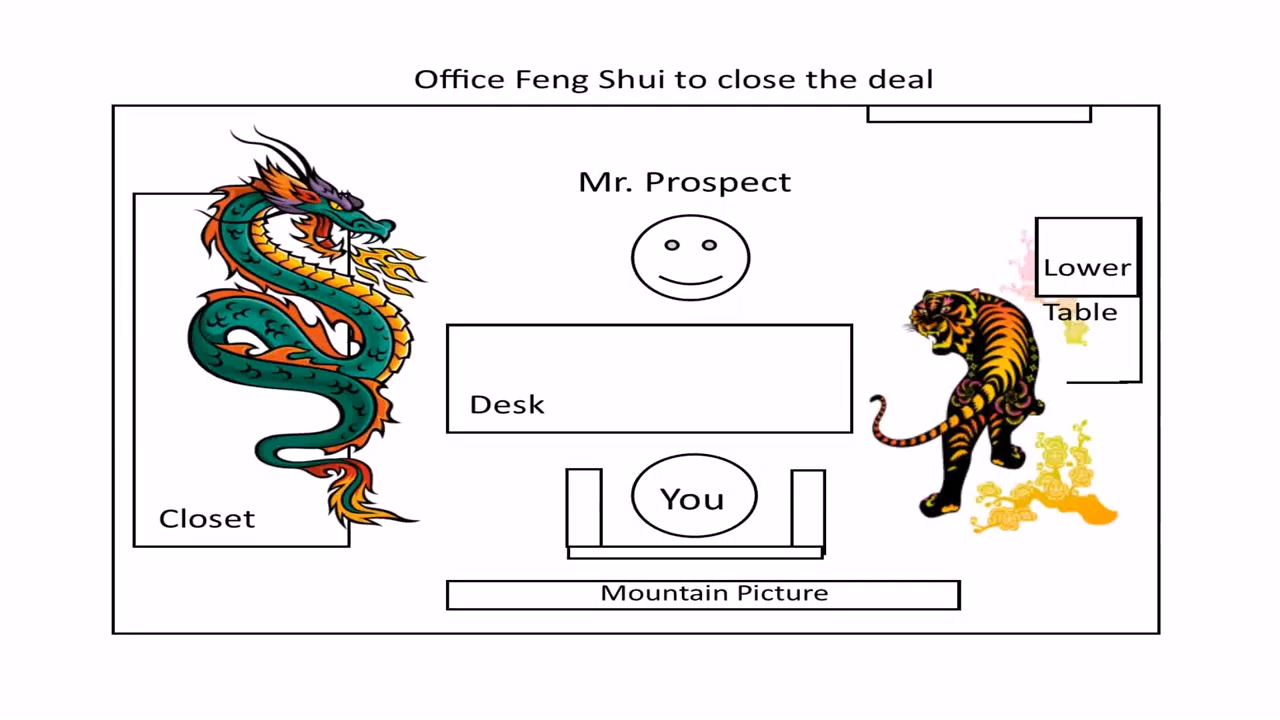 Office Feng Shui to close the deal
Mr. Prospect
Lower
Table
Desk
You
Closet
Mountain Picture